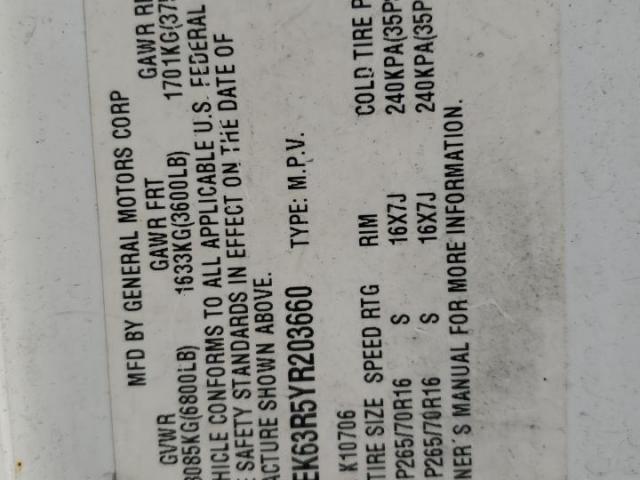 MFD BY GENERAL MOTORS CORP
GVWR GAWR FRT GAWR
3085KG(6800LB) 1633KG(3600LB) 1701KG(37
HICLE CONFORMS TO ALL APPLICABLE U.S. FEDERAL
E SAFETY STANDARDS IN EFFECT ON THE DATE OF
ACTURE SHOWN ABOVE.
EK63R5YR203660 TYPE: M.P.V.
K10706
TIRE SIZE SPEED RTG RIM COLD TIRE P
P265/70R16 S 16X7J 240KPA(35P
P265/70R16 S 16X7J 240KPA(35P
NER'S MANUAL FOR MORE INFORMATION.